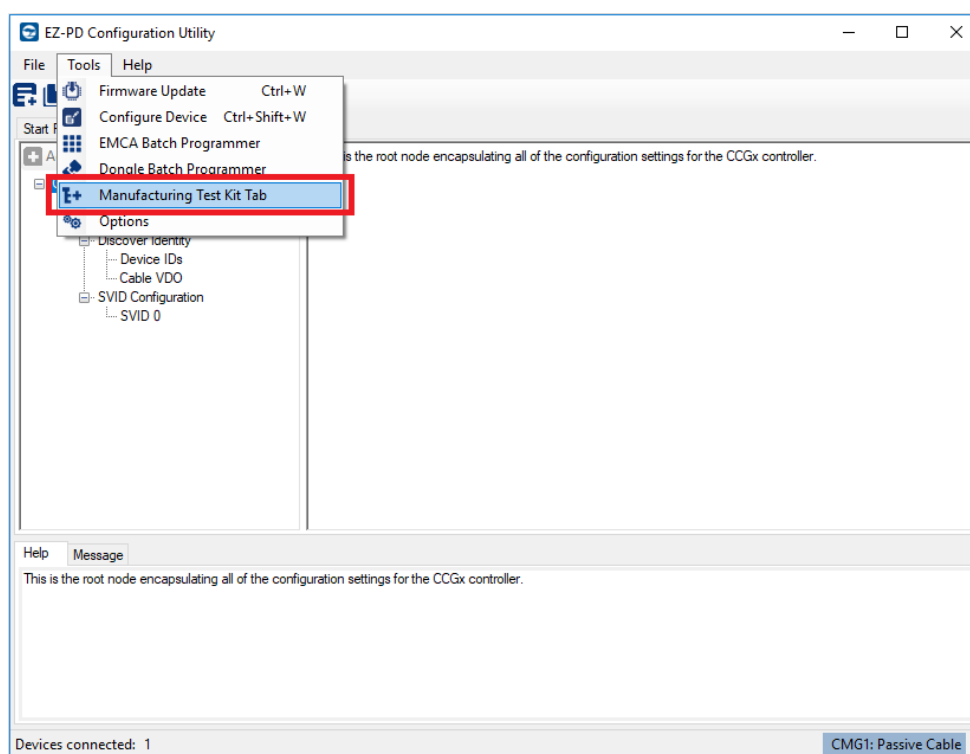 EZ-PD Configuration Utility
File Tools Help
Firmware Update Ctrl+W
Configure Device Ctrl+Shift+W
EMCA Batch Programmer
Dongle Batch Programmer
Manufacturing Test Kit Tab
Options
Start
is the root node encapsulating all of the configuration settings for the CCGx controller.
Discover Identity
Device IDs
Cable VDO
SVID Configuration
SVID 0
Help Message
This is the root node encapsulating all of the configuration settings for the CCGx controller.
Devices connected: 1
CMG1: Passive Cable